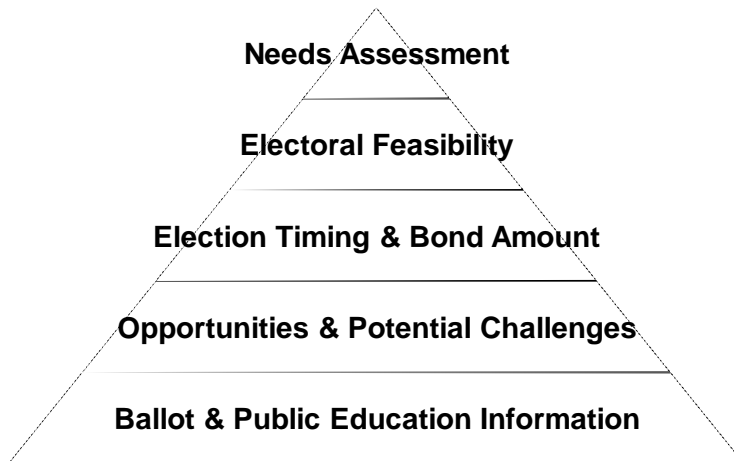 Needs Assessment
Electoral Feasibility
Election Timing & Bond Amount
Opportunities & Potential Challenges
Ballot & Public Education Information